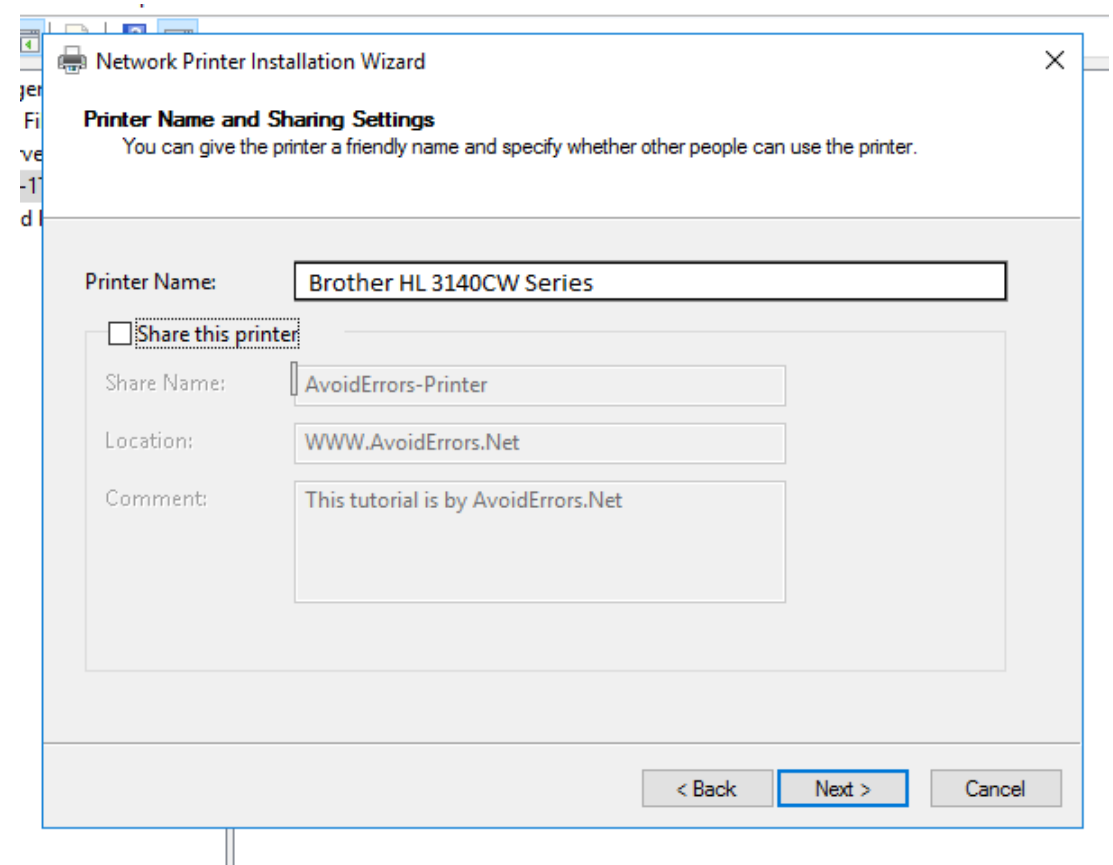 Network Printer Installation Wizard
Printer Name and Sharing Settings
You can give the printer a friendly name and specify whether other people can use the printer.
Printer Name:
Brother HL 3140CW Series
Share this printer
Share Name:
AvoidErrors-Printer
Location:
WWW.AvoidErrors.Net
Comment:
This tutorial is by AvoidErrors.Net
< Back
Next >
Cancel